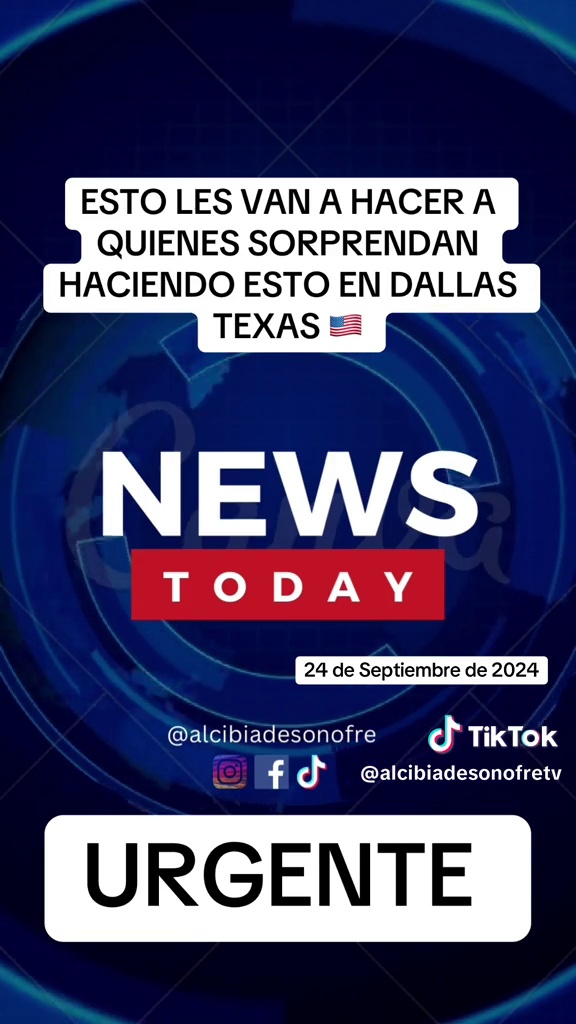 ESTO LES VAN A HACER A
QUIENES SORPRENDAN
HACIENDO ESTO EN DALLAS
TEXAS 🇺🇸
Canva
NEWS
TODAY
24 de Septiembre de 2024
@alcibiadesonofre
TikTok
@alcibiadesonofretv
URGENTE